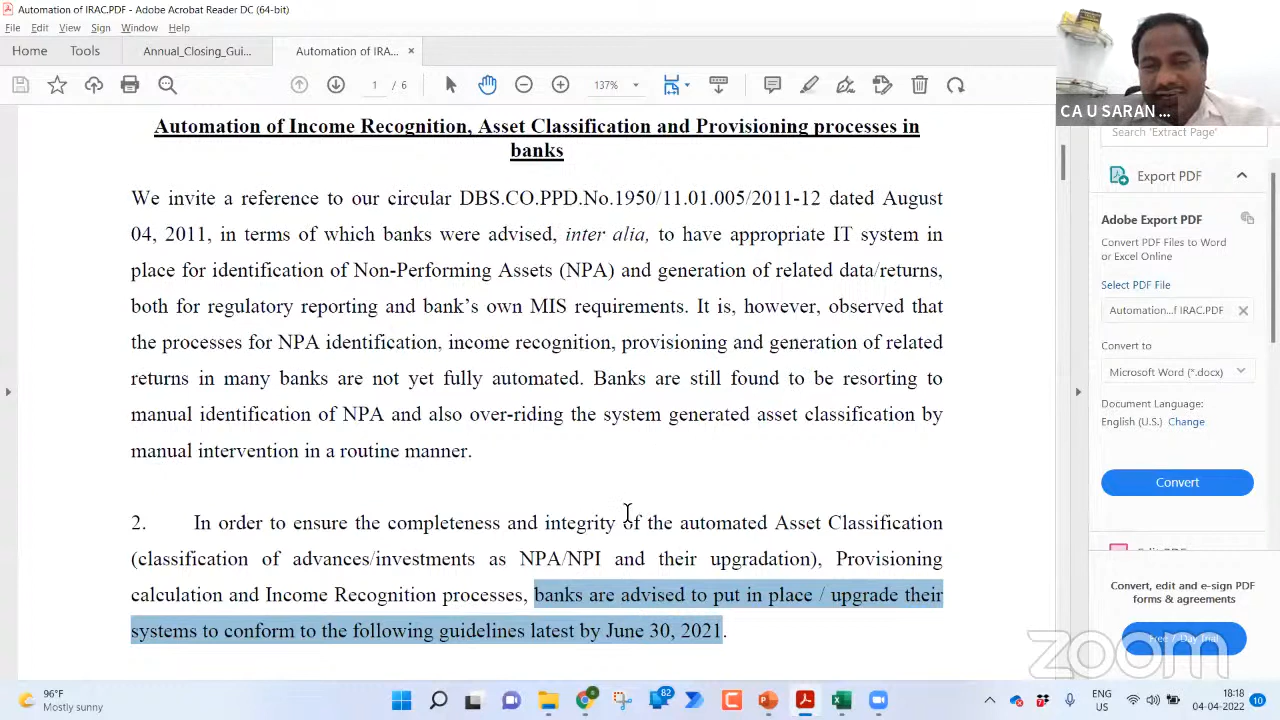 Automation of IRAC.PDF - Adobe Acrobat Reader DC (64-bit)
File Edit View Sign Window Help
Home Tools Annual_Closing_Gui... Automation of IRA... ×
1 / 6 137%
CA U SARAN ...
Search 'Extract Page'
Automation of Income Recognition, Asset Classification and Provisioning processes in
banks
We invite a reference to our circular DBS.CO.PPD.No.1950/11.01.005/2011-12 dated August
04, 2011, in terms of which banks were advised, inter alia, to have appropriate IT system in
place for identification of Non-Performing Assets (NPA) and generation of related data/returns,
both for regulatory reporting and bank's own MIS requirements. It is, however, observed that
the processes for NPA identification, income recognition, provisioning and generation of related
returns in many banks are not yet fully automated. Banks are still found to be resorting to
manual identification of NPA and also over-riding the system generated asset classification by
manual intervention in a routine manner.
2. In order to ensure the completeness and integrity of the automated Asset Classification
(classification of advances/investments as NPA/NPI and their upgradation), Provisioning
calculation and Income Recognition processes, banks are advised to put in place / upgrade their
systems to conform to the following guidelines latest by June 30, 2021.
Export PDF
Adobe Export PDF
Convert PDF Files to Word
or Excel Online
Select PDF File
Automation...f IRAC.PDF
Convert to
Microsoft Word (*.docx)
Document Language:
English (U.S.) Change
Convert
Convert, edit and e-sign PDF
forms & agreements
Free 7-Day Trial
zoom
96°F
Mostly sunny
82
7
ENG
US
18:18
04-04-2022
10